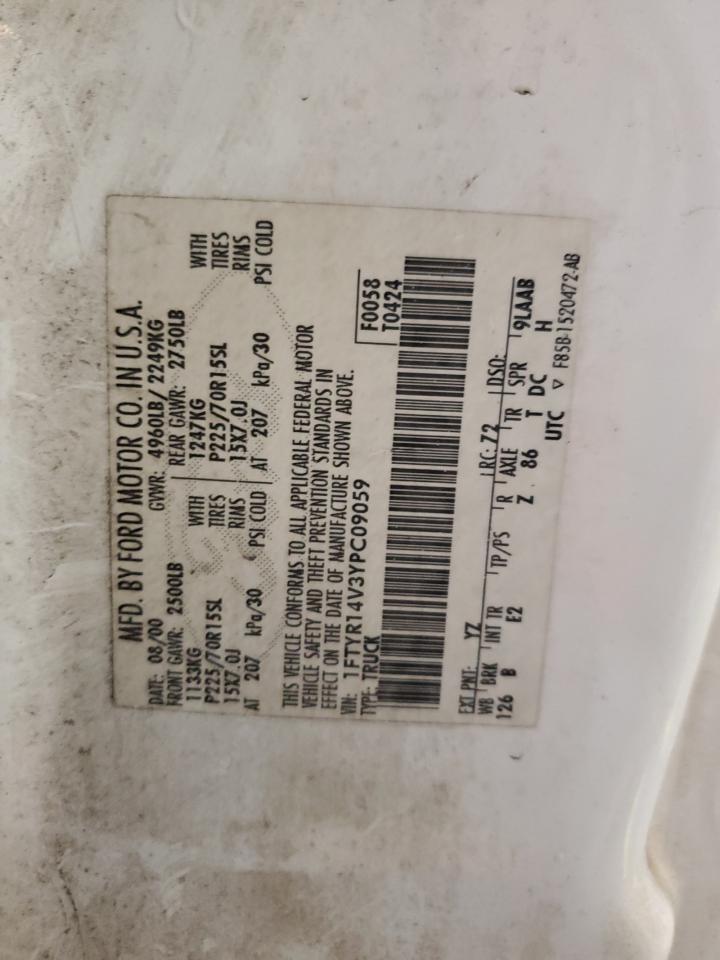 MFD. BY FORD MOTOR CO. IN U.S.A.
DATE: 08/00 GVWR: 4960LB/ 2249KG
FRONT GAWR: 2500LB REAR GAWR: 2750LB
1133KG WITH 1247KG WITH
P225/70R15SL TIRES P225/70R15SL TIRES
15X7.0J RIMS 15X7.0J RIMS
AT 207 kPa/30 PSI COLD AT 207 kPa/30 PSI COLD
THIS VEHICLE CONFORMS TO ALL APPLICABLE FEDERAL MOTOR
VEHICLE SAFETY AND THEFT PREVENTION STANDARDS IN
EFFECT ON THE DATE OF MANUFACTURE SHOWN ABOVE.
VIN: 1FTYR14V3YPC09059
TYPE: TRUCK
F0058
T0424
EXT PNT: YZ RC: 72 DSO:
WB BRK INT TR TP/PS R AXLE TR SPR 9LAAB
126 B E2 Z 86 T DC H
UTC ▽ F85B-1520472-AB